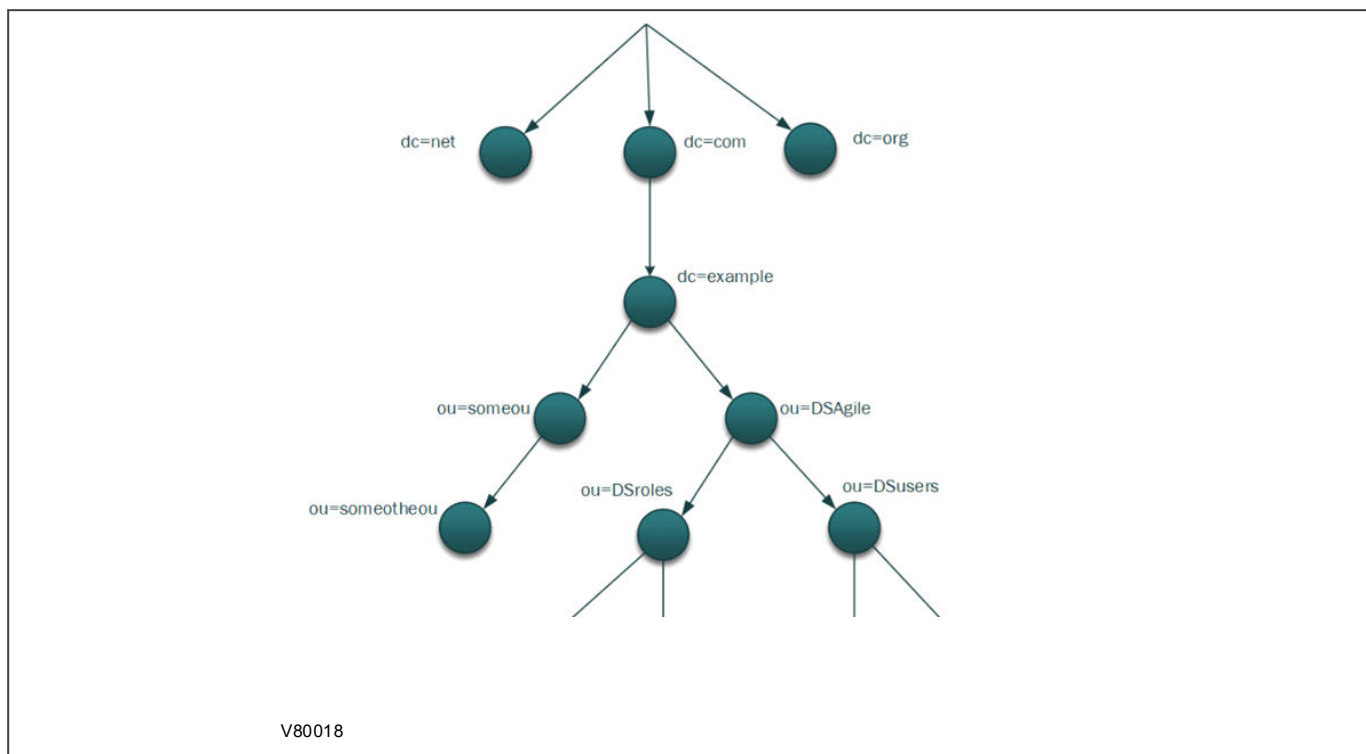 dc=net
dc=com
dc=org
dc=example
ou=someou
ou=DSAgile
ou=DSroles
ou=DSusers
ou=someotheou
V80018